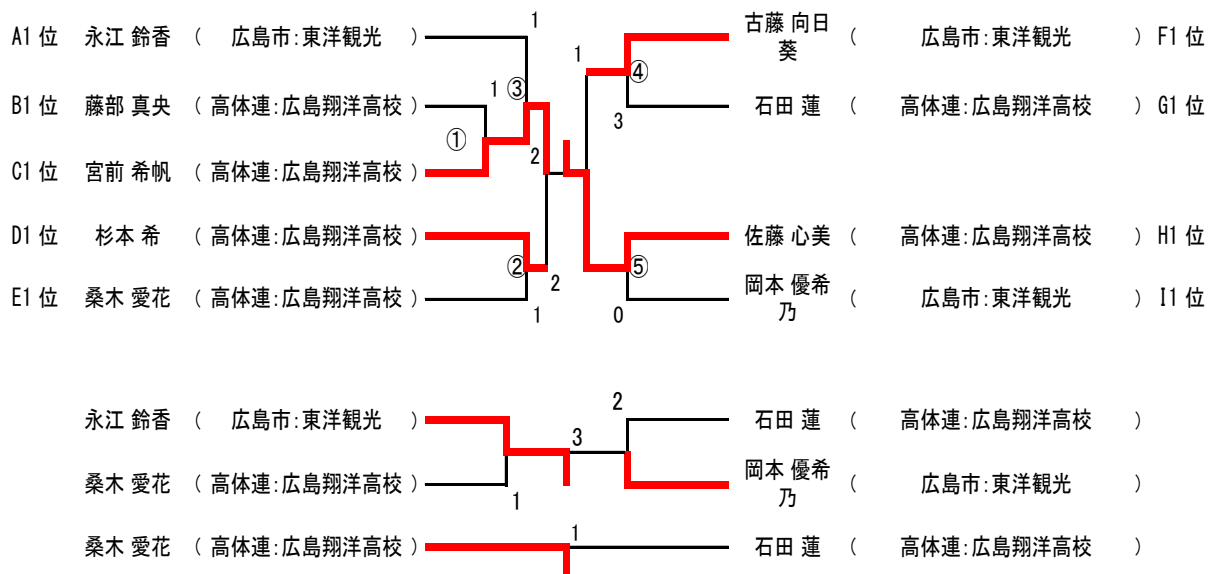 1
A1 位 永江 鈴香 ( 広島市:東洋観光 )
古藤 向日葵 ( 広島市:東洋観光 ) F1 位
1
④
1 ③
B1 位 藤部 真央 ( 高体連:広島翔洋高校 )
石田 蓮 ( 高体連:広島翔洋高校 ) G1 位
3
①
2
C1 位 宮前 希帆 ( 高体連:広島翔洋高校 )
D1 位 杉本 希 ( 高体連:広島翔洋高校 )
佐藤 心美 ( 高体連:広島翔洋高校 ) H1 位
② ⑤
2
E1 位 桑木 愛花 ( 高体連:広島翔洋高校 )
岡本 優希乃 ( 広島市:東洋観光 ) I1 位
1 0
2
永江 鈴香 ( 広島市:東洋観光 )
石田 蓮 ( 高体連:広島翔洋高校 )
3
桑木 愛花 ( 高体連:広島翔洋高校 )
岡本 優希乃 ( 広島市:東洋観光 )
1
1
桑木 愛花 ( 高体連:広島翔洋高校 )
石田 蓮 ( 高体連:広島翔洋高校 )